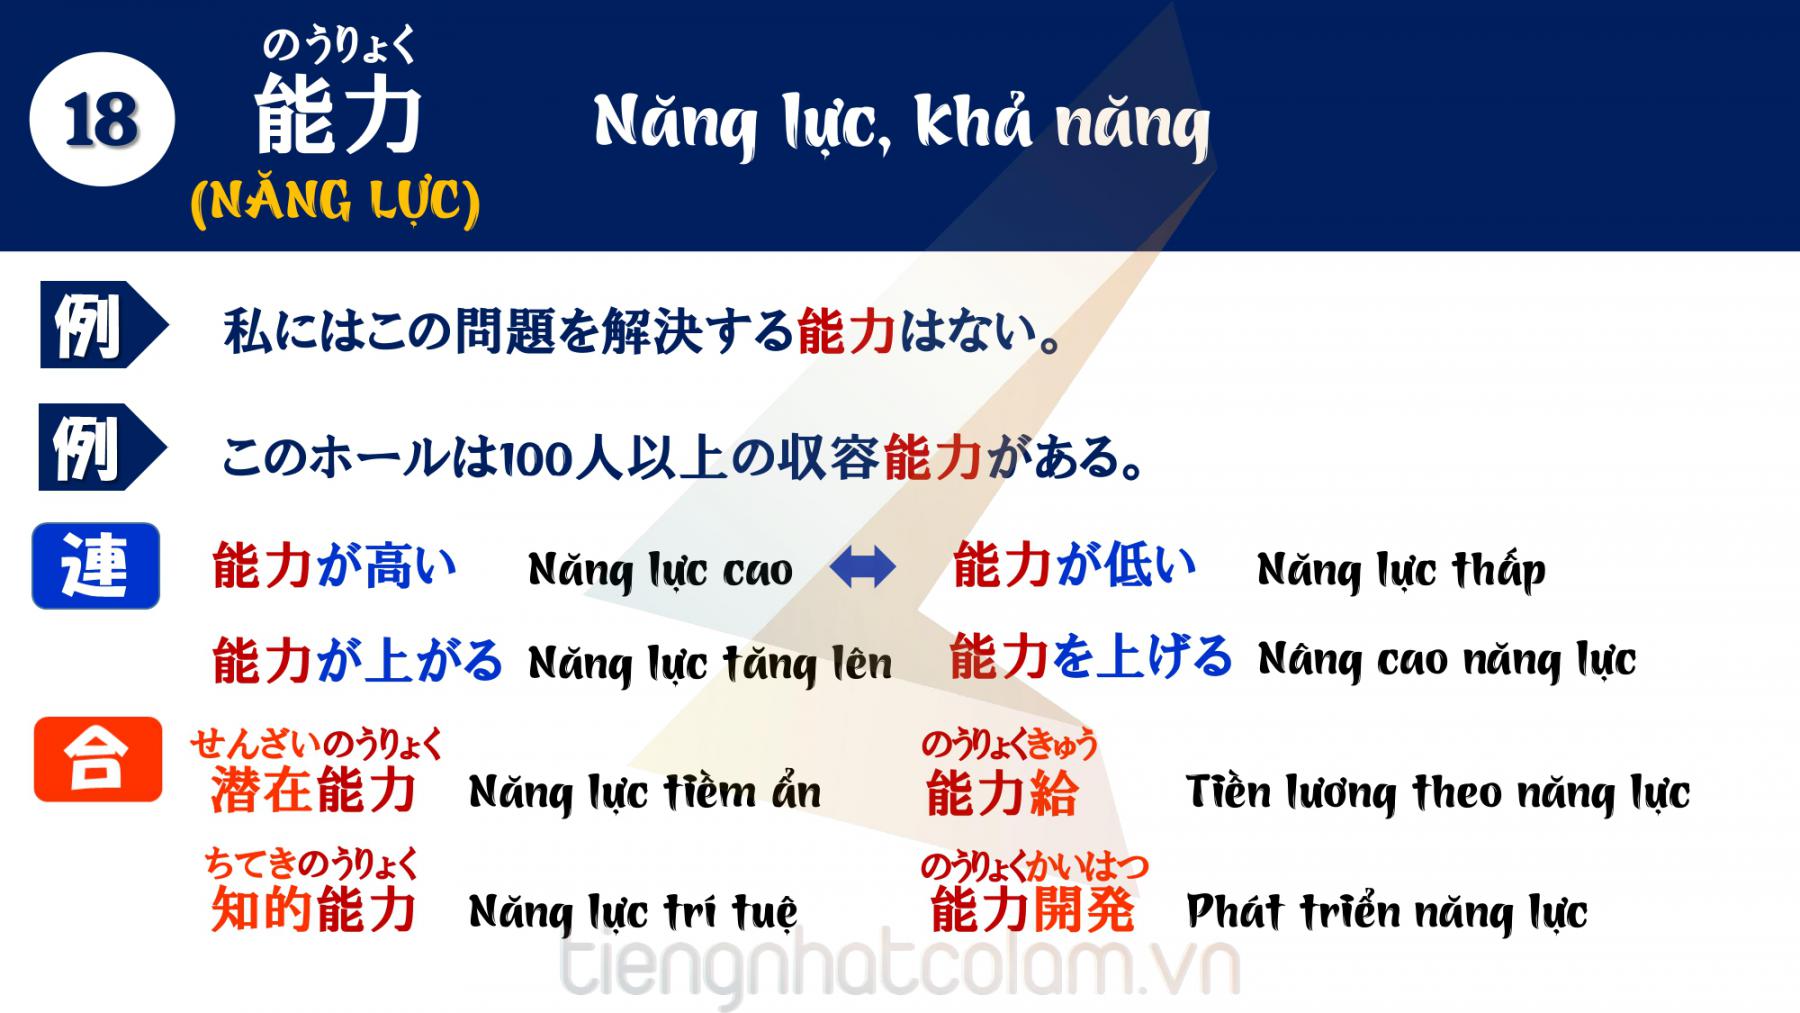 18
のうりょく
能力
(NĂNG LỰC)
Năng lực, khả năng
例 私にはこの問題を解決する能力はない。
例 このホールは100人以上の収容能力がある。
連 能力が高い Năng lực cao 能力が低い Năng lực thấp
能力が上がる Năng lực tăng lên 能力を上げる Nâng cao năng lực
せんざいのうりょく のうりょくきゅう
合 潜在能力 Năng lực tiềm ẩn 能力給 Tiền lương theo năng lực
ちてきのうりょく のうりょくかいはつ
知的能力 Năng lực trí tuệ 能力開発 Phát triển năng lực
tiengnhatcolam.vn